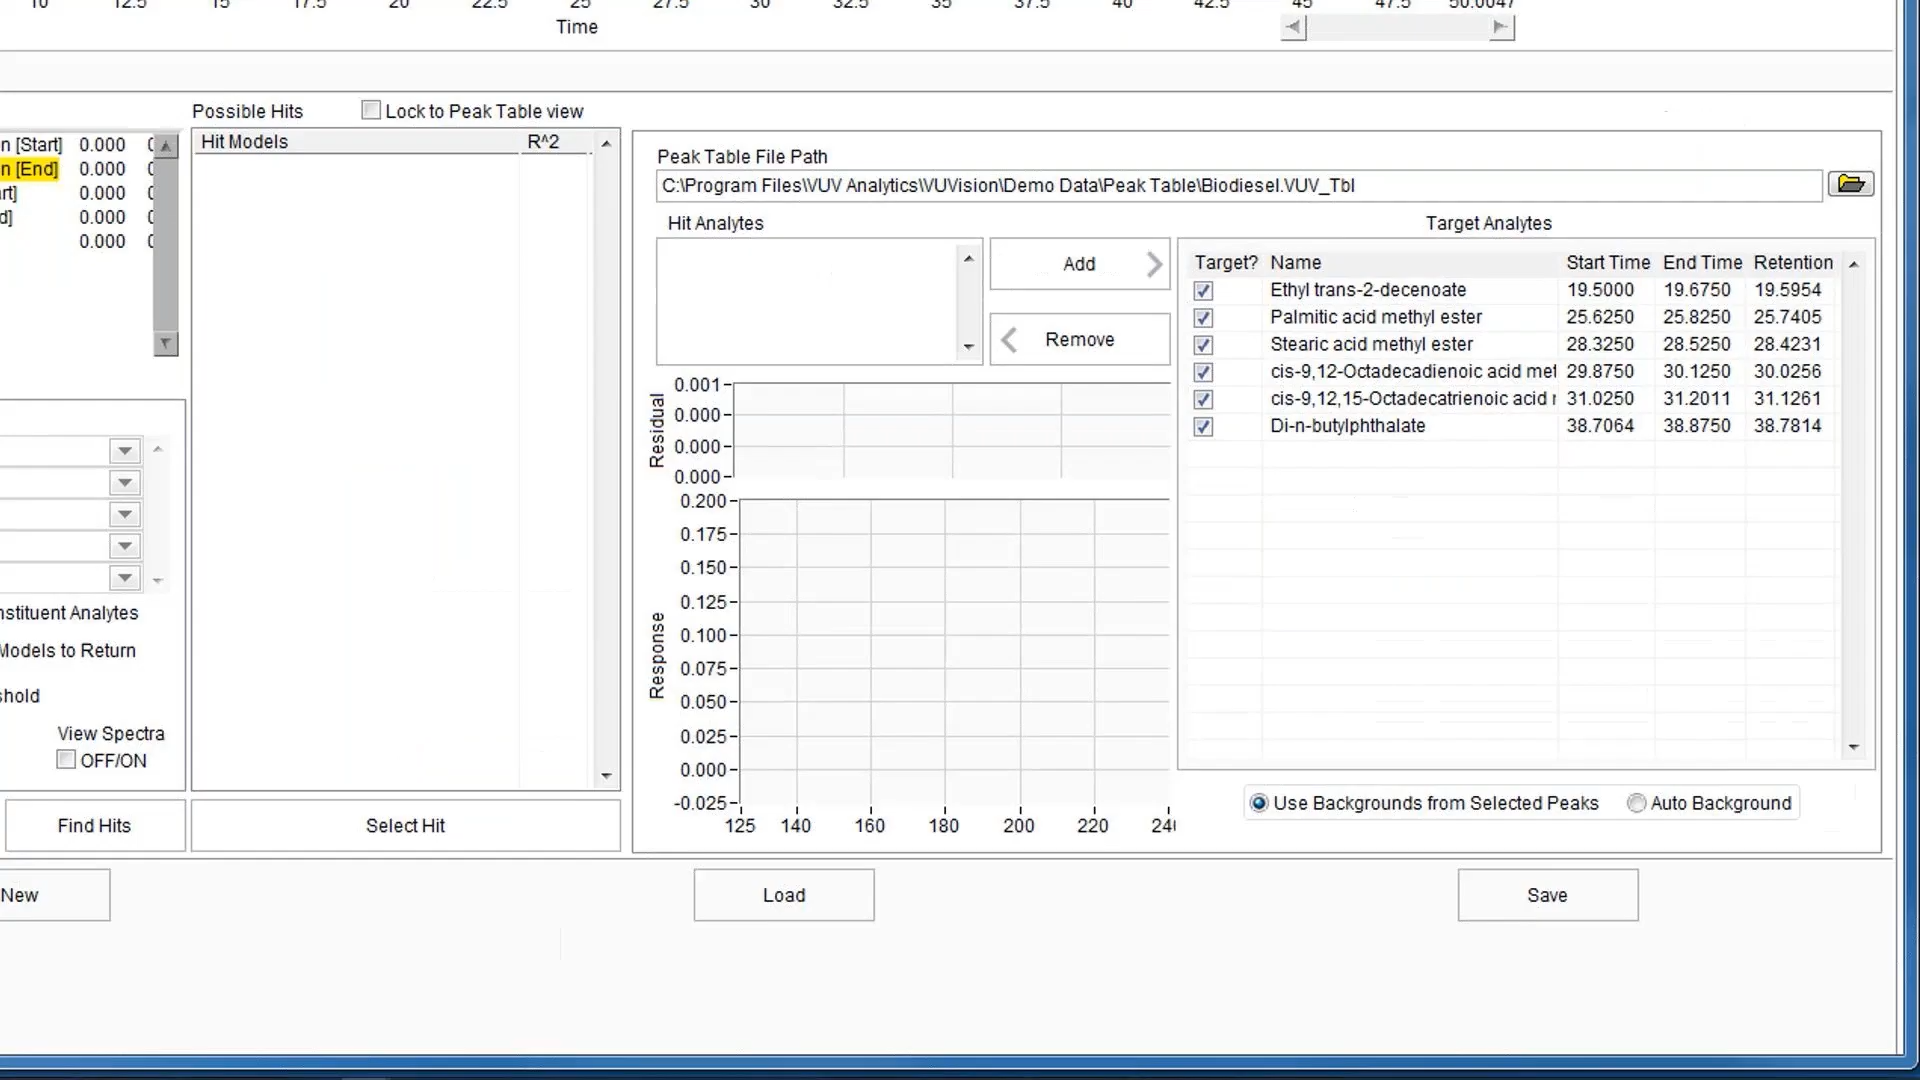 10 12.5 15 17.5 20 22.5 25 27.5 30 32.5 35 37.5 40 42.5 45 47.5 50.0047
Time
Possible Hits
Lock to Peak Table view
n [Start] 0.000
n [End] 0.000
rt] 0.000
d] 0.000
0.000
Hit Models R^2
Peak Table File Path
C:\Program Files\VUV Analytics\VUVision\Demo Data\Peak Table\Biodiesel.VUV_Tbl
Hit Analytes
Add
Remove
Target Analytes
Target? Name Start Time End Time Retention
Ethyl trans-2-decenoate 19.5000 19.6750 19.5954
Palmitic acid methyl ester 25.6250 25.8250 25.7405
Stearic acid methyl ester 28.3250 28.5250 28.4231
cis-9,12-Octadecadienoic acid met 29.8750 30.1250 30.0256
cis-9,12,15-Octadecatrienoic acid 31.0250 31.2011 31.1261
Di-n-butylphthalate 38.7064 38.8750 38.7814
Residual
0.001
0.000
0.000
0.000
Response
0.200
0.175
0.150
0.125
0.100
0.075
0.050
0.025
0.000
-0.025
125 140 160 180 200 220 240
nstituent Analytes
Models to Return
shold
View Spectra
OFF/ON
Use Backgrounds from Selected Peaks
Auto Background
Find Hits
Select Hit
New
Load
Save